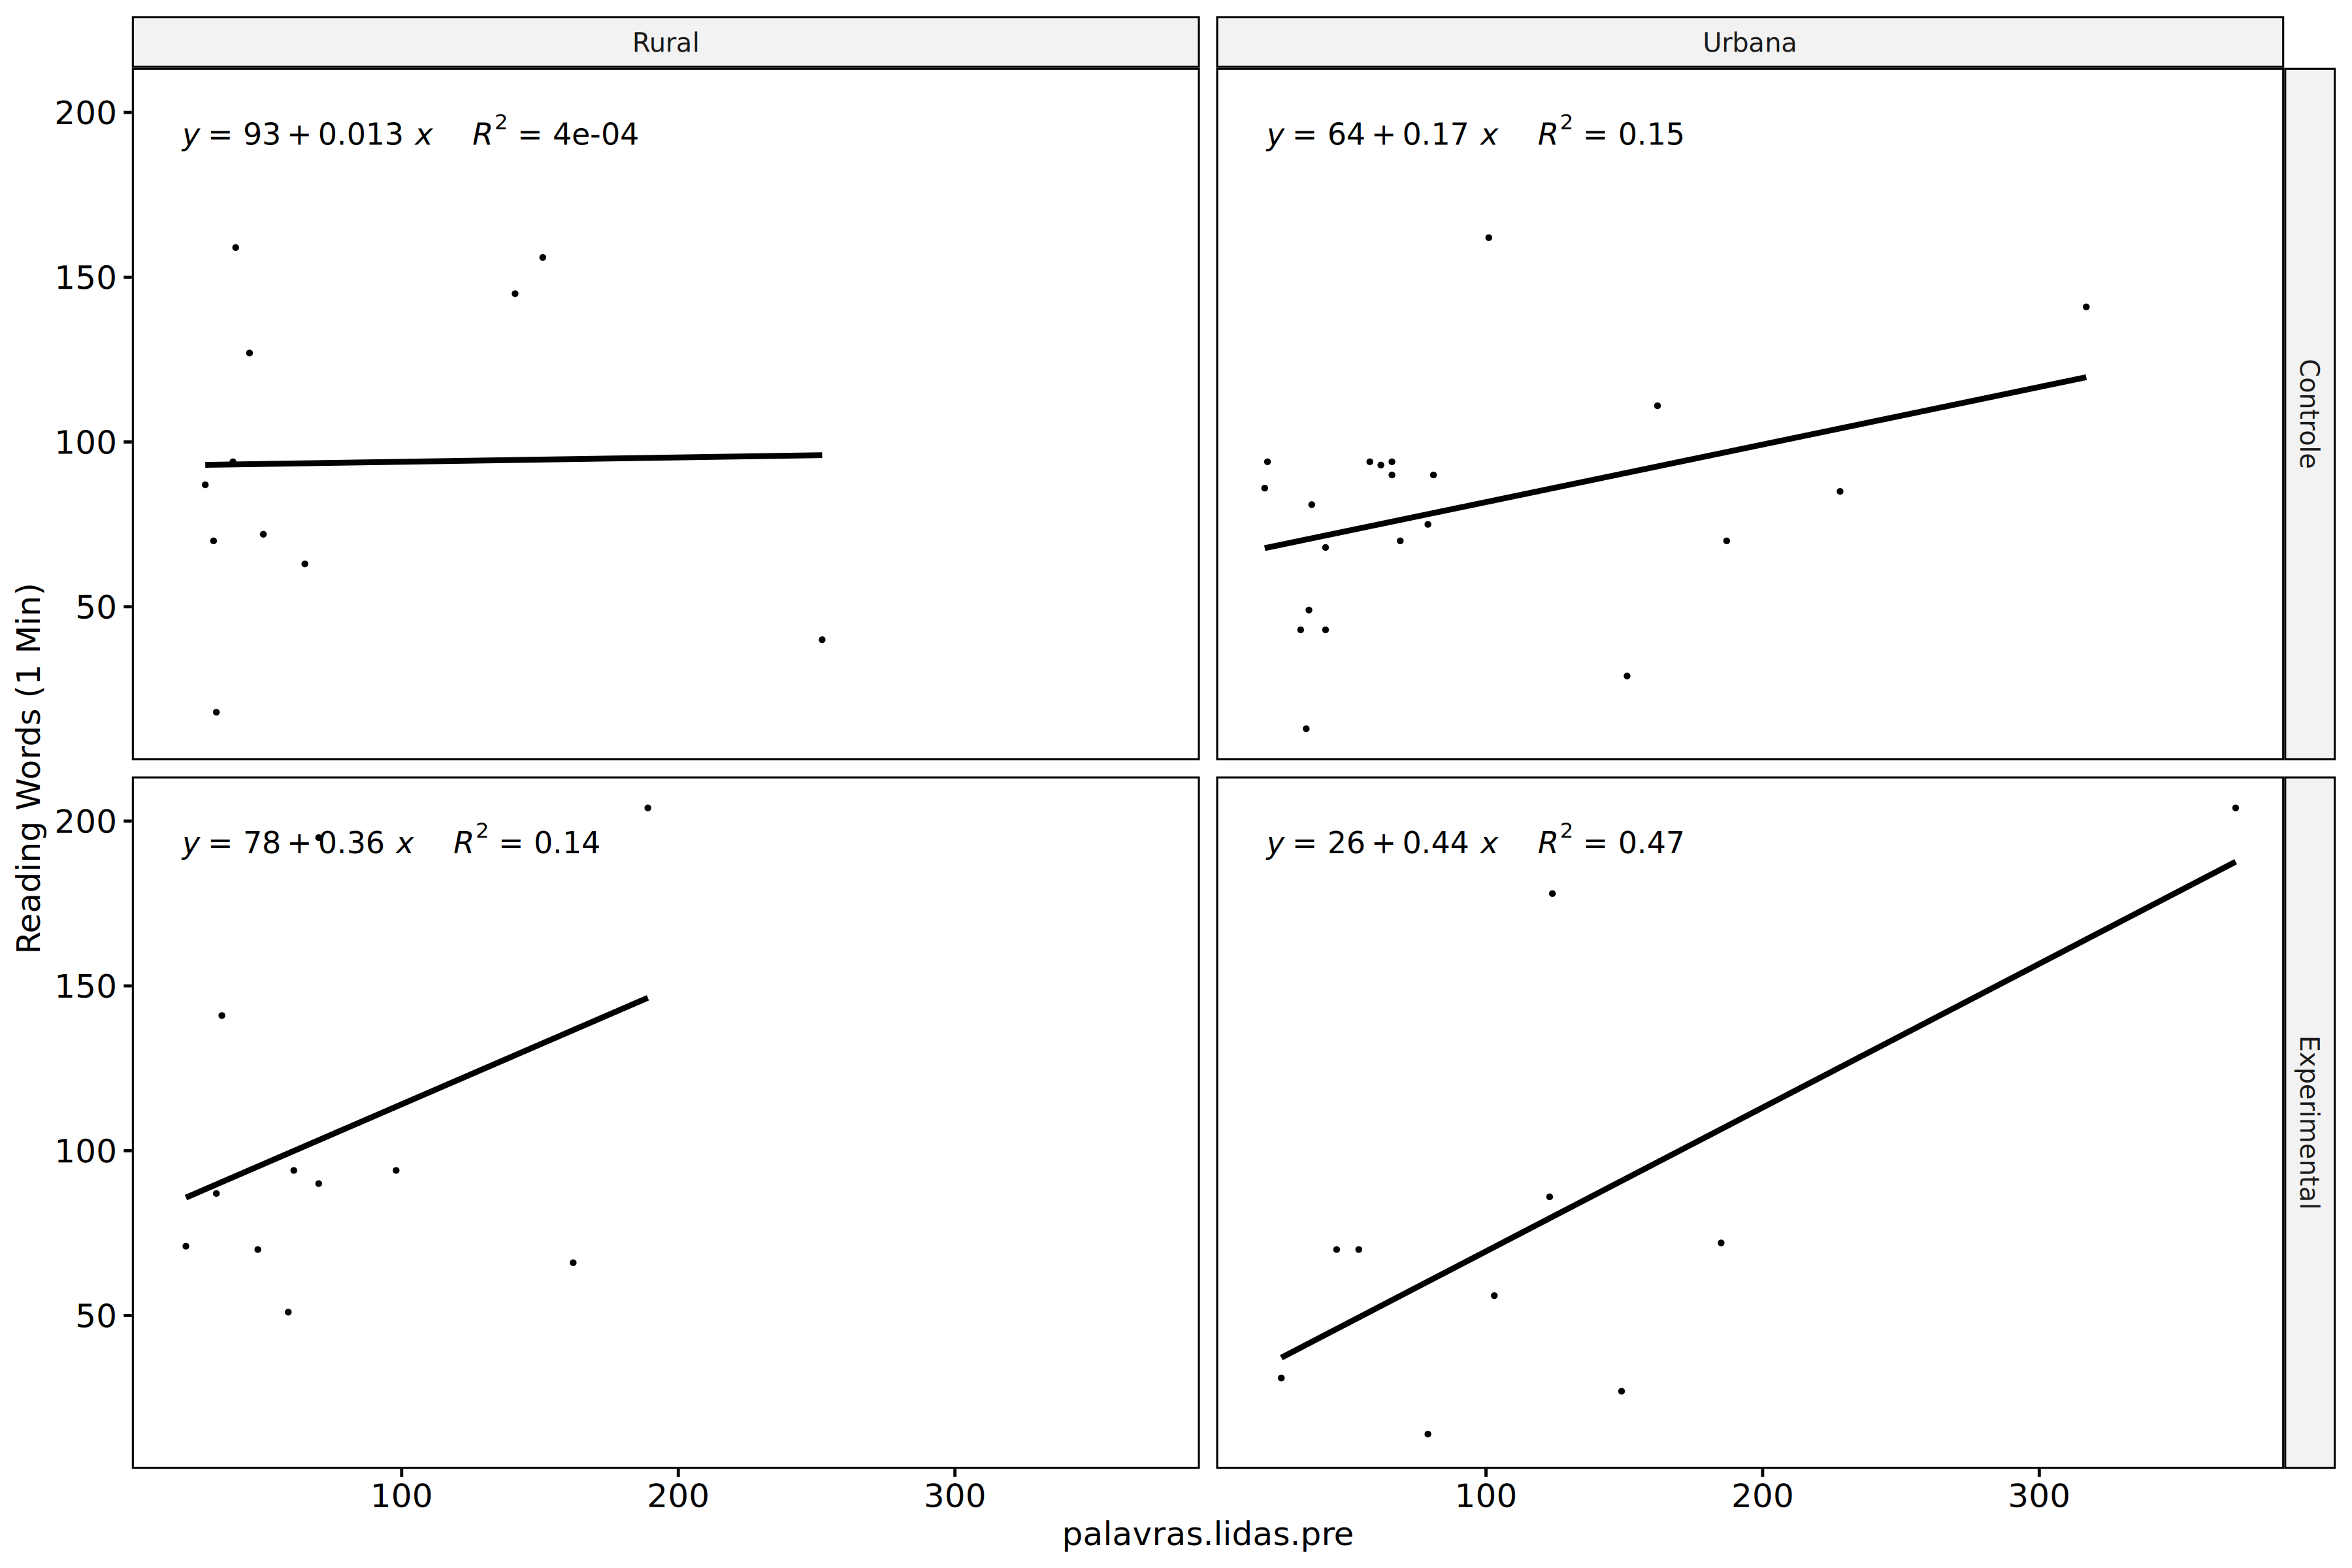 Rural
Urbana
200
150
100
50
y = 93 + 0.013 x R² = 4e-04
y = 64 + 0.17 x R² = 0.15
Controle
Reading Words (1 Min)
200
150
100
50
y = 78 + 0.36 x R² = 0.14
y = 26 + 0.44 x R² = 0.47
Experimental
100 200 300
100 200 300
palavras.lidas.pre